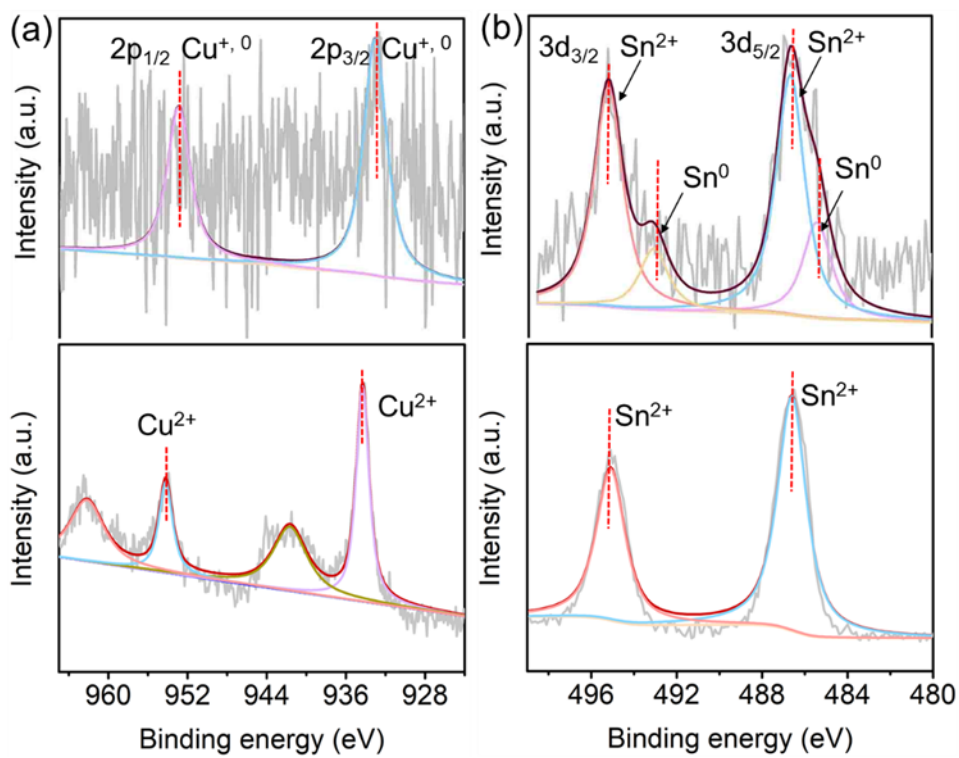 (a)
2p1/2 Cu+, 0
2p3/2 Cu+, 0
Intensity (a.u.)
Cu2+
Cu2+
Intensity (a.u.)
960 952 944 936 928
Binding energy (eV)
(b)
3d3/2 Sn2+
3d5/2 Sn2+
Sn0
Sn0
Intensity (a.u.)
Sn2+
Sn2+
Intensity (a.u.)
496 492 488 484 480
Binding energy (eV)